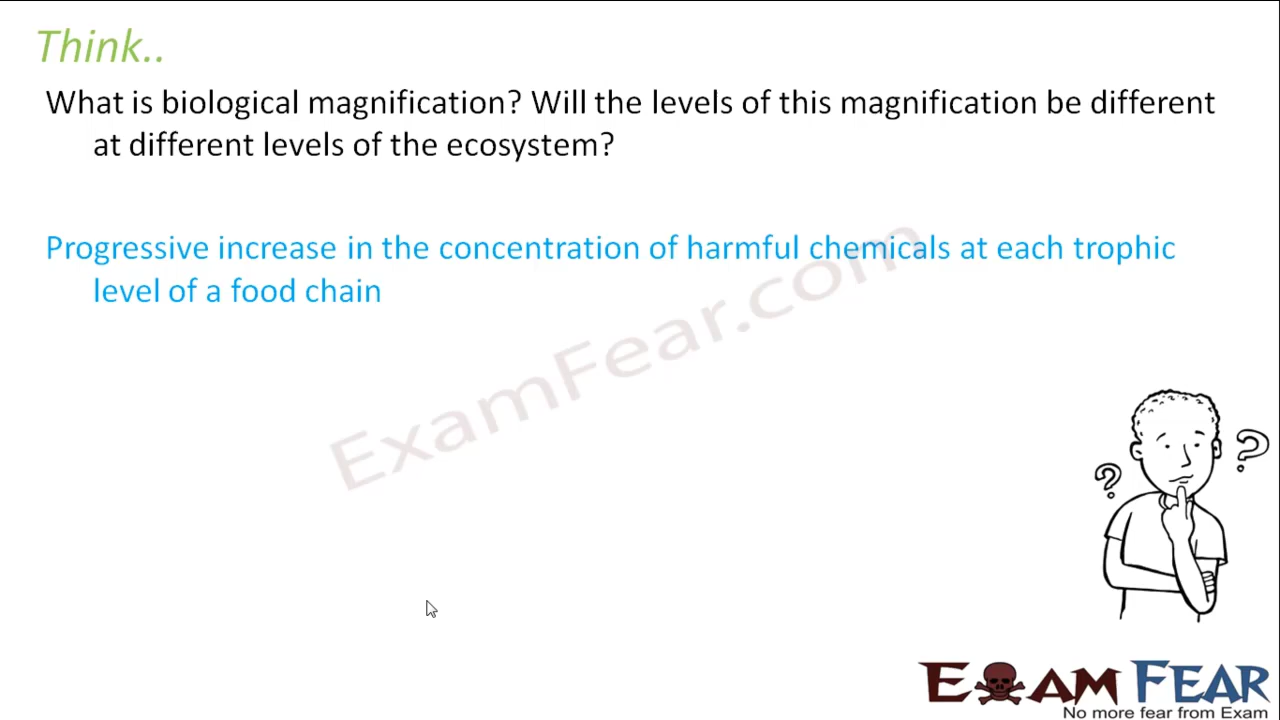 Think..
What is biological magnification? Will the levels of this magnification be different
at different levels of the ecosystem?
Progressive increase in the concentration of harmful chemicals at each trophic
level of a food chain
ExamFear.com
? ?
EXAM FEAR
No more fear from Exam